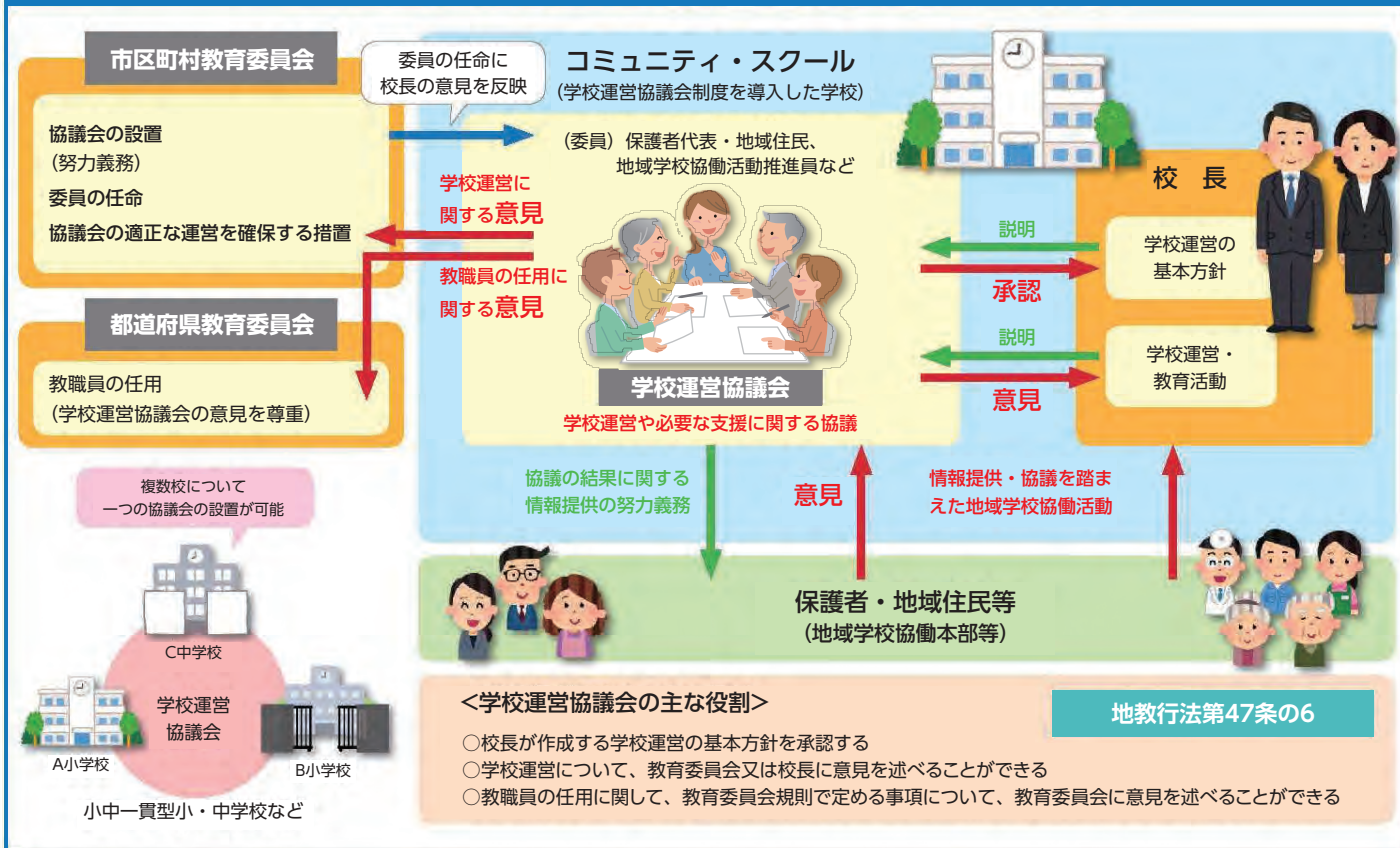 市区町村教育委員会
協議会の設置
(努力義務)
委員の任命
協議会の適正な運営を確保する措置
委員の任命に
校長の意見を反映
都道府県教育委員会
教職員の任用
(学校運営協議会の意見を尊重)
コミュニティ・スクール
(学校運営協議会制度を導入した学校)
(委員)保護者代表・地域住民、
地域学校協働活動推進員など
学校運営に
関する意見
教職員の任用に
関する意見
学校運営協議会
学校運営や必要な支援に関する協議
説明
承認
説明
意見
校 長
学校運営の
基本方針
学校運営・
教育活動
協議の結果に関する
情報提供の努力義務
意見
情報提供・協議を踏ま
えた地域学校協働活動
保護者・地域住民等
(地域学校協働本部等)
複数校について
一つの協議会の設置が可能
C中学校
学校運営
協議会
A小学校
B小学校
小中一貫型小・中学校など
<学校運営協議会の主な役割>
地教行法第47条の6
○校長が作成する学校運営の基本方針を承認する
○学校運営について、教育委員会又は校長に意見を述べることができる
○教職員の任用に関して、教育委員会規則で定める事項について、教育委員会に意見を述べることができる